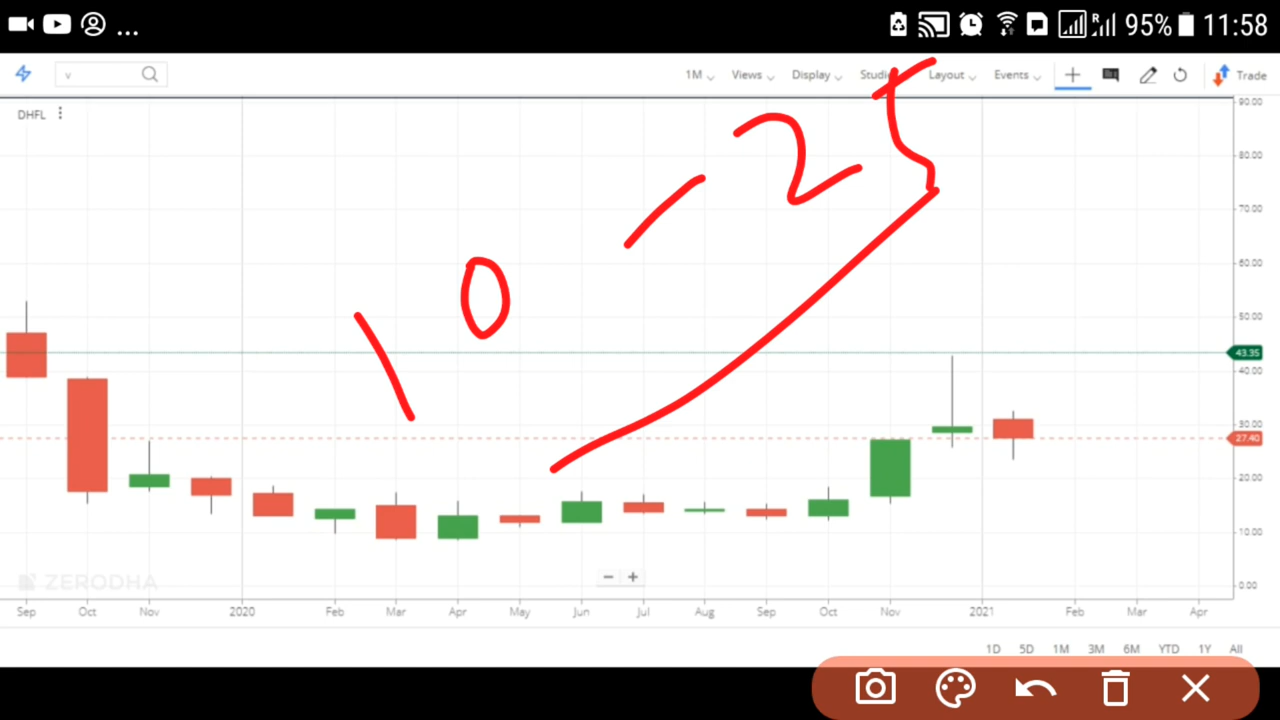 ... R 95% 11:58
v 1M Views Display Studi Layout Events Trade
DHFL
90.00
80.00
70.00
60.00
50.00
43.35
40.00
30.00
27.40
20.00
10.00
0.00
10 - 25
ZERODHA
Sep Oct Nov 2020 Feb Mar Apr May Jun Jul Aug Sep Oct Nov 2021 Feb Mar Apr
1D 5D 1M 3M 6M YTD 1Y All